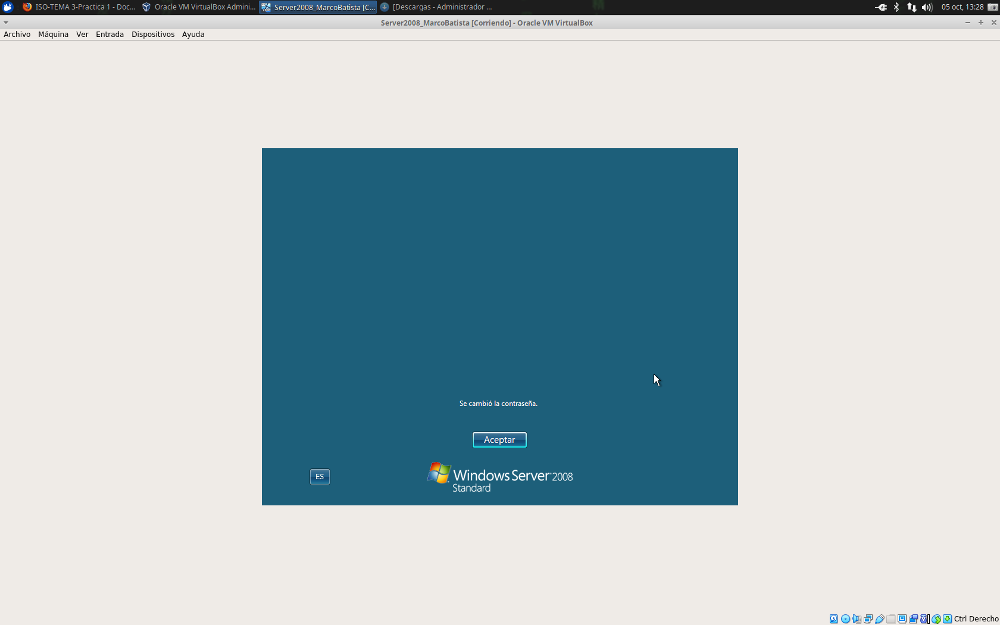 ISO-TEMA 3-Practica 1 - Doc... Oracle VM VirtualBox Admini... Server2008_MarcoBatista [C... [Descargas - Administrador ... 05 oct, 13:28
Server2008_MarcoBatista [Corriendo] - Oracle VM VirtualBox
Archivo Máquina Ver Entrada Dispositivos Ayuda
Se cambió la contraseña.
Aceptar
ES
Windows Server 2008
Standard
Ctrl Derecho